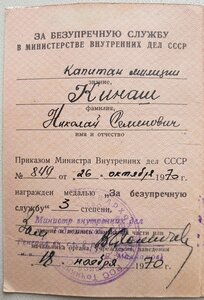 ЗА БЕЗУПРЕЧНУЮ СЛУЖБУ
В МИНИСТЕРСТВЕ ВНУТРЕННИХ ДЕЛ СССР
Капитан милиции
звание,
Кинаш
фамилия,
Николай Семенович
имя и отчество
Приказом Министра Внутренних дел СССР
№ 849 от 26 октября 1970 г.
награжден медалью „За безупречную
службу“ 3 степени.
Министр внутренних дел
18 ноября 1970 г.